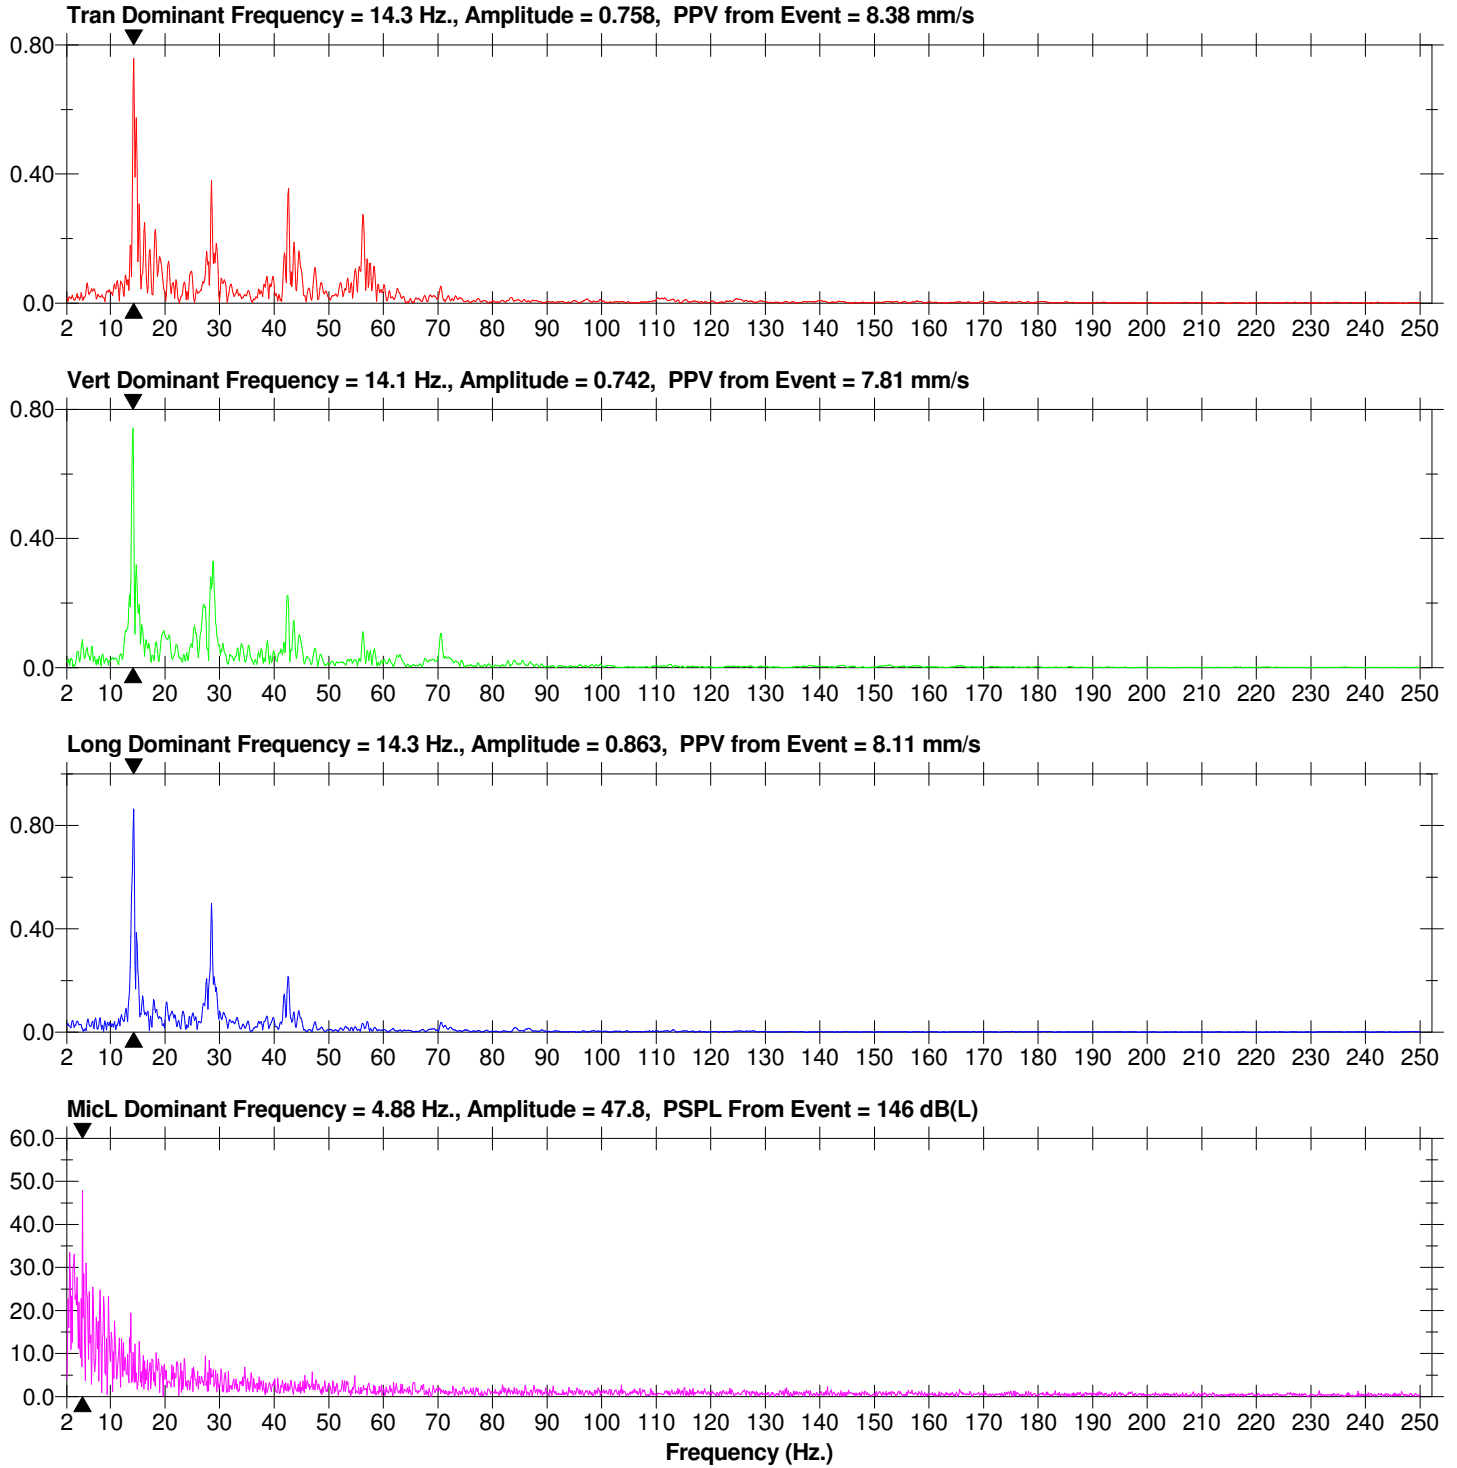 Tran Dominant Frequency = 14.3 Hz., Amplitude = 0.758,  PPV from Event = 8.38 mm/s
0.80
0.40
0.0
2 10 20 30 40 50 60 70 80 90 100 110 120 130 140 150 160 170 180 190 200 210 220 230 240 250
Vert Dominant Frequency = 14.1 Hz., Amplitude = 0.742,  PPV from Event = 7.81 mm/s
0.80
0.40
0.0
2 10 20 30 40 50 60 70 80 90 100 110 120 130 140 150 160 170 180 190 200 210 220 230 240 250
Long Dominant Frequency = 14.3 Hz., Amplitude = 0.863,  PPV from Event = 8.11 mm/s
0.80
0.40
0.0
2 10 20 30 40 50 60 70 80 90 100 110 120 130 140 150 160 170 180 190 200 210 220 230 240 250
MicL Dominant Frequency = 4.88 Hz., Amplitude = 47.8,  PSPL From Event = 146 dB(L)
60.0
50.0
40.0
30.0
20.0
10.0
0.0
2 10 20 30 40 50 60 70 80 90 100 110 120 130 140 150 160 170 180 190 200 210 220 230 240 250
Frequency (Hz.)